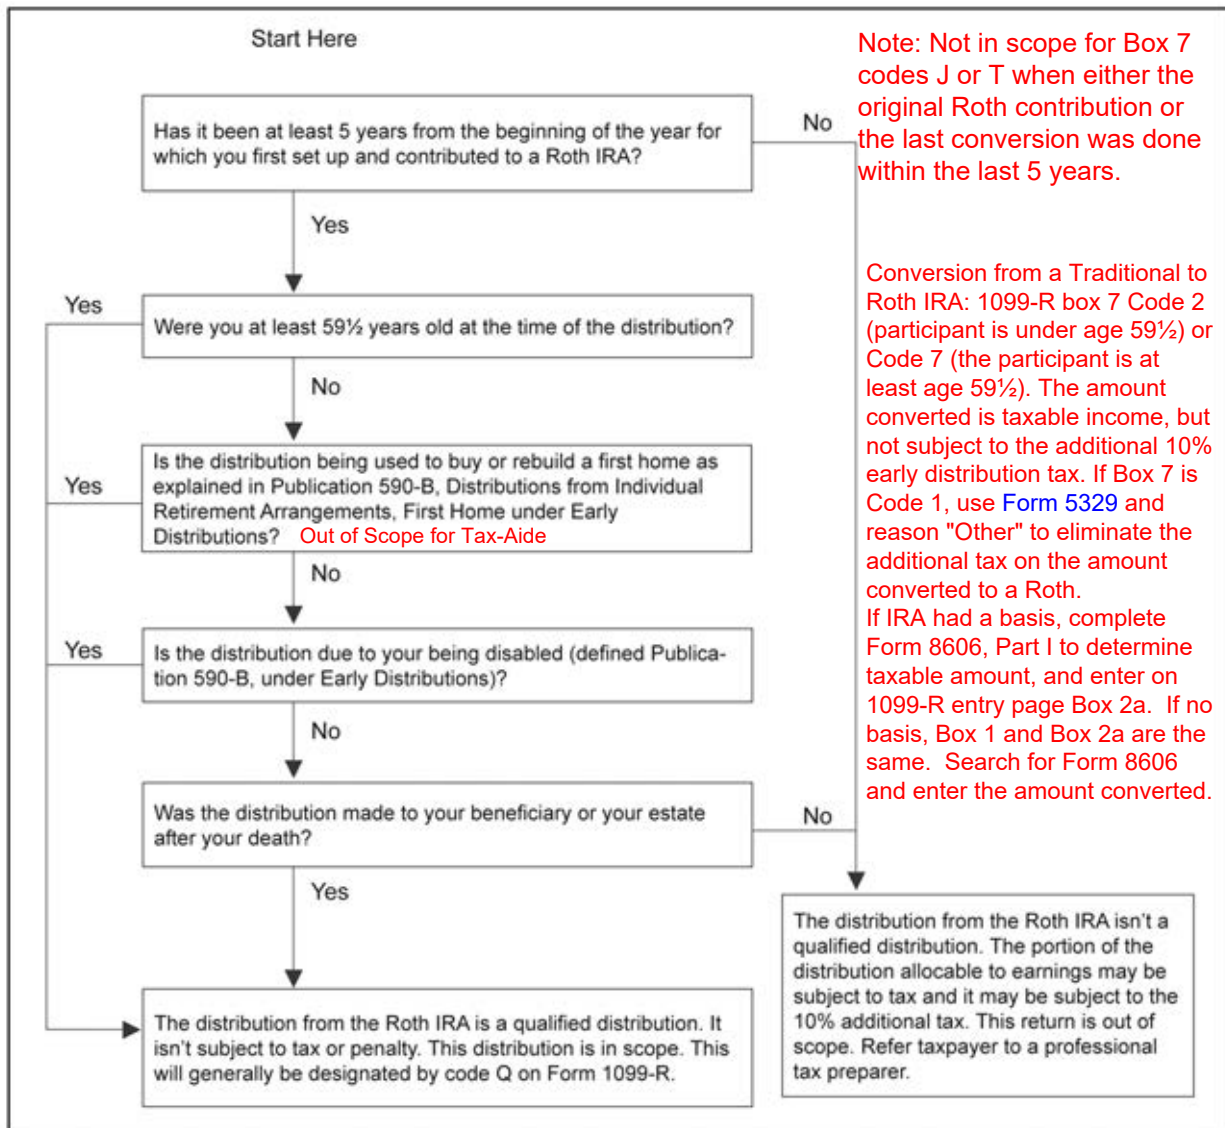 Start Here
Note: Not in scope for Box 7
codes J or T when either the
original Roth contribution or
the last conversion was done
within the last 5 years.
Has it been at least 5 years from the beginning of the year for
which you first set up and contributed to a Roth IRA?
No
Yes
Conversion from a Traditional to
Roth IRA: 1099-R box 7 Code 2
(participant is under age 59½) or
Code 7 (the participant is at
least age 59½). The amount
converted is taxable income, but
not subject to the additional 10%
early distribution tax. If Box 7 is
Code 1, use Form 5329 and
reason "Other" to eliminate the
additional tax on the amount
converted to a Roth.
If IRA had a basis, complete
Form 8606, Part I to determine
taxable amount, and enter on
1099-R entry page Box 2a.  If no
basis, Box 1 and Box 2a are the
same.  Search for Form 8606
and enter the amount converted.
Yes
Were you at least 59½ years old at the time of the distribution?
No
Yes
Is the distribution being used to buy or rebuild a first home as
explained in Publication 590-B, Distributions from Individual
Retirement Arrangements, First Home under Early
Distributions? Out of Scope for Tax-Aide
No
Yes
Is the distribution due to your being disabled (defined Publica-
tion 590-B, under Early Distributions)?
No
Was the distribution made to your beneficiary or your estate
after your death?
No
Yes
The distribution from the Roth IRA isn't a
qualified distribution. The portion of the
distribution allocable to earnings may be
subject to tax and it may be subject to the
10% additional tax. This return is out of
scope. Refer taxpayer to a professional
tax preparer.
The distribution from the Roth IRA is a qualified distribution. It
isn't subject to tax or penalty. This distribution is in scope. This
will generally be designated by code Q on Form 1099-R.